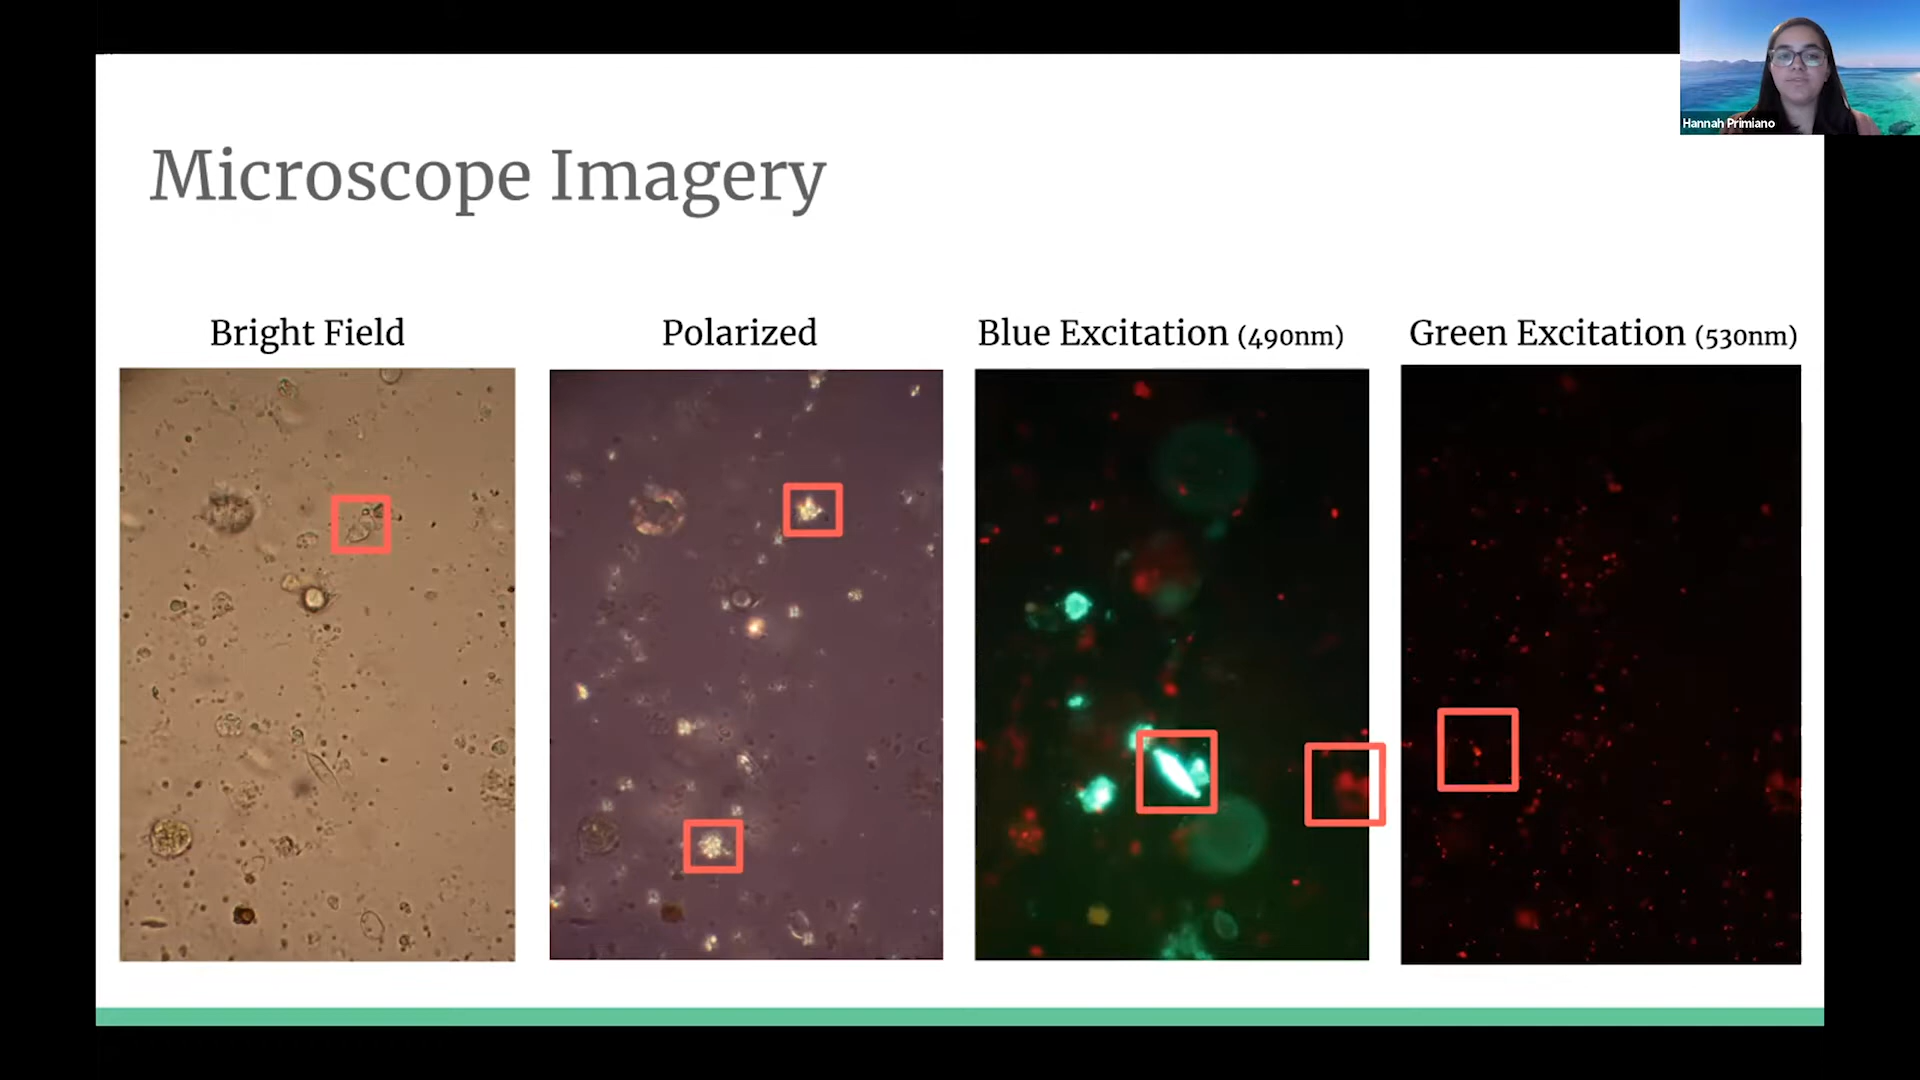 Hannah Primiano
Microscope Imagery
Bright Field
Polarized
Blue Excitation (490nm)
Green Excitation (530nm)